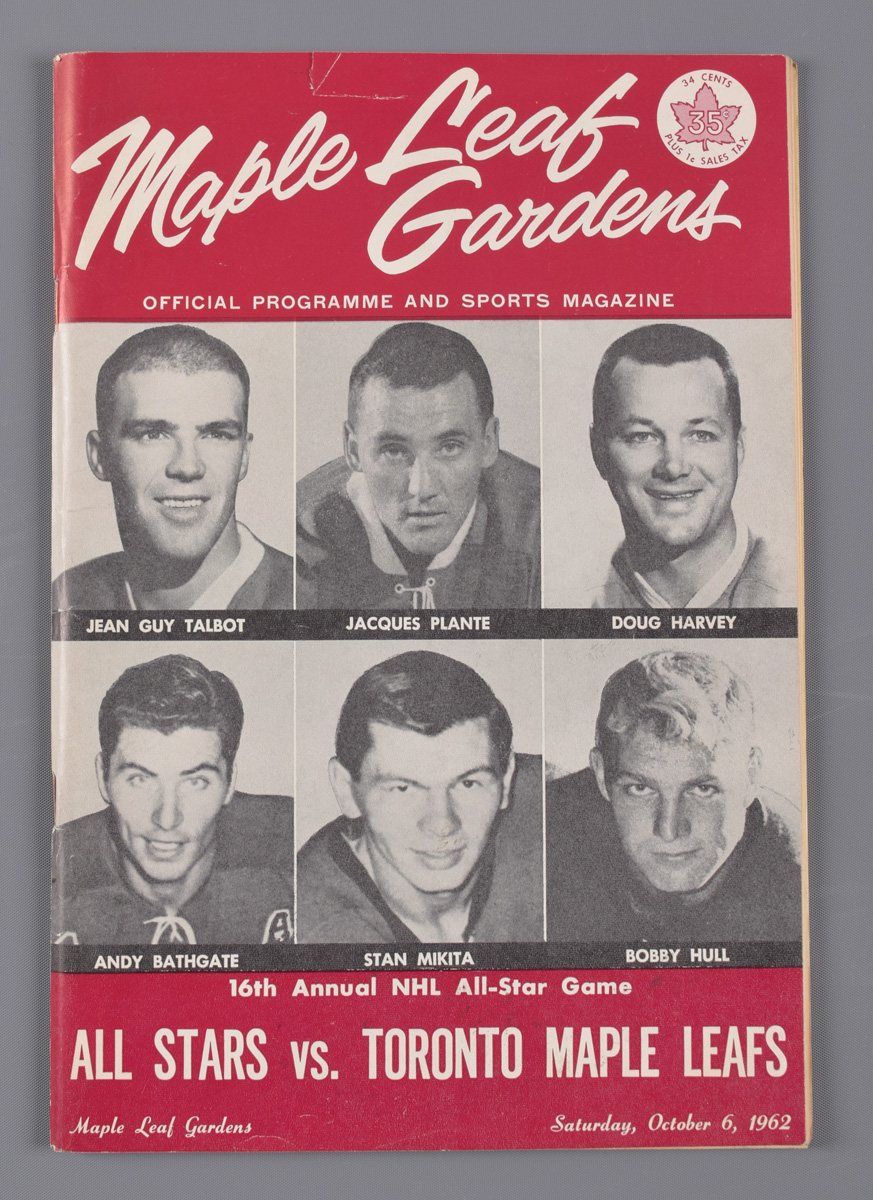 Maple Leaf
Gardens
34 CENTS
35¢
PLUS 1¢ SALES TAX
OFFICIAL PROGRAMME AND SPORTS MAGAZINE
JEAN GUY TALBOT
JACQUES PLANTE
DOUG HARVEY
A
ANDY BATHGATE
STAN MIKITA
BOBBY HULL
16th Annual NHL All-Star Game
ALL STARS vs. TORONTO MAPLE LEAFS
Maple Leaf Gardens
Saturday, October 6, 1962